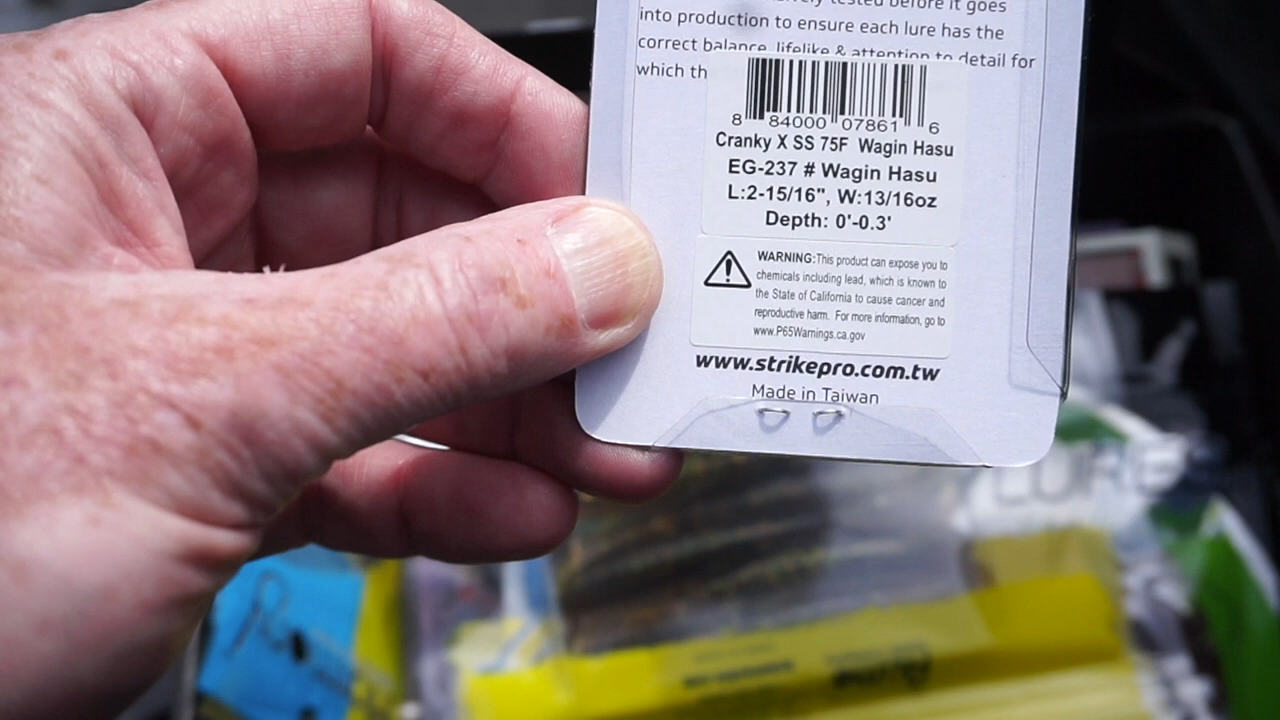 tested before it goes
into production to ensure each lure has the
correct balance, lifelike & attention to detail for
which th
8 84000 07861 6
Cranky X SS 75F Wagin Hasu
EG-237 # Wagin Hasu
L:2-15/16", W:13/16oz
Depth: 0'-0.3'
WARNING:This product can expose you to
chemicals including lead, which is known to
the State of California to cause cancer and
reproductive harm. For more information, go to
www.P65Warnings.ca.gov
www.strikepro.com.tw
Made in Taiwan
LURE